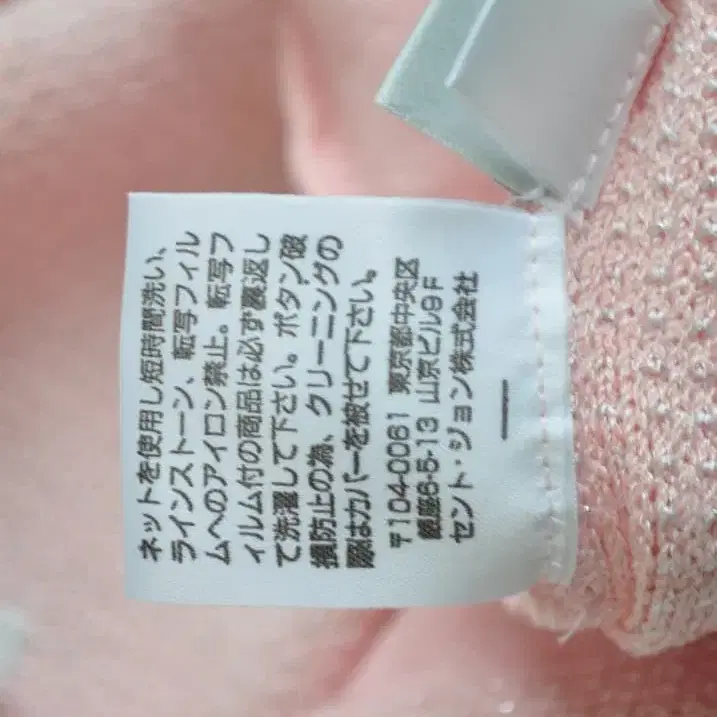 ネットを使用し短時間洗い、
ラインストーン、転写フィル
ムへのアイロン禁止。転写フ
ィルム付の商品は必ず裏返し
て洗濯して下さい。ボタン破
損防止の為、クリーニングの
際はカバーを被せて下さい。
〒104-0061 東京都中央区
銀座6-5-13 山京ビル9F
セント・ジョン株式会社